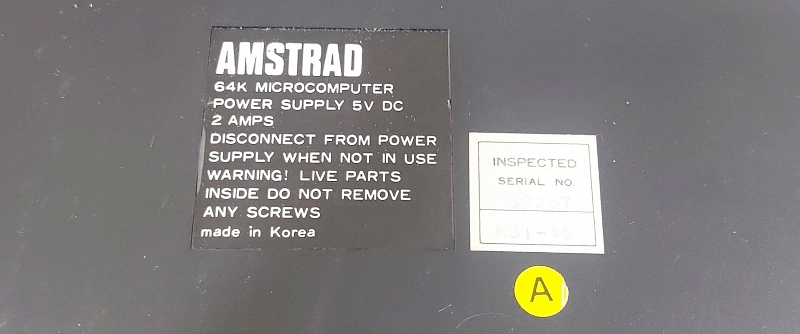 AMSTRAD
64K MICROCOMPUTER
POWER SUPPLY 5V DC
2 AMPS
DISCONNECT FROM POWER
SUPPLY WHEN NOT IN USE
WARNING! LIVE PARTS
INSIDE DO NOT REMOVE
ANY SCREWS
made in Korea
INSPECTED
SERIAL NO.
A